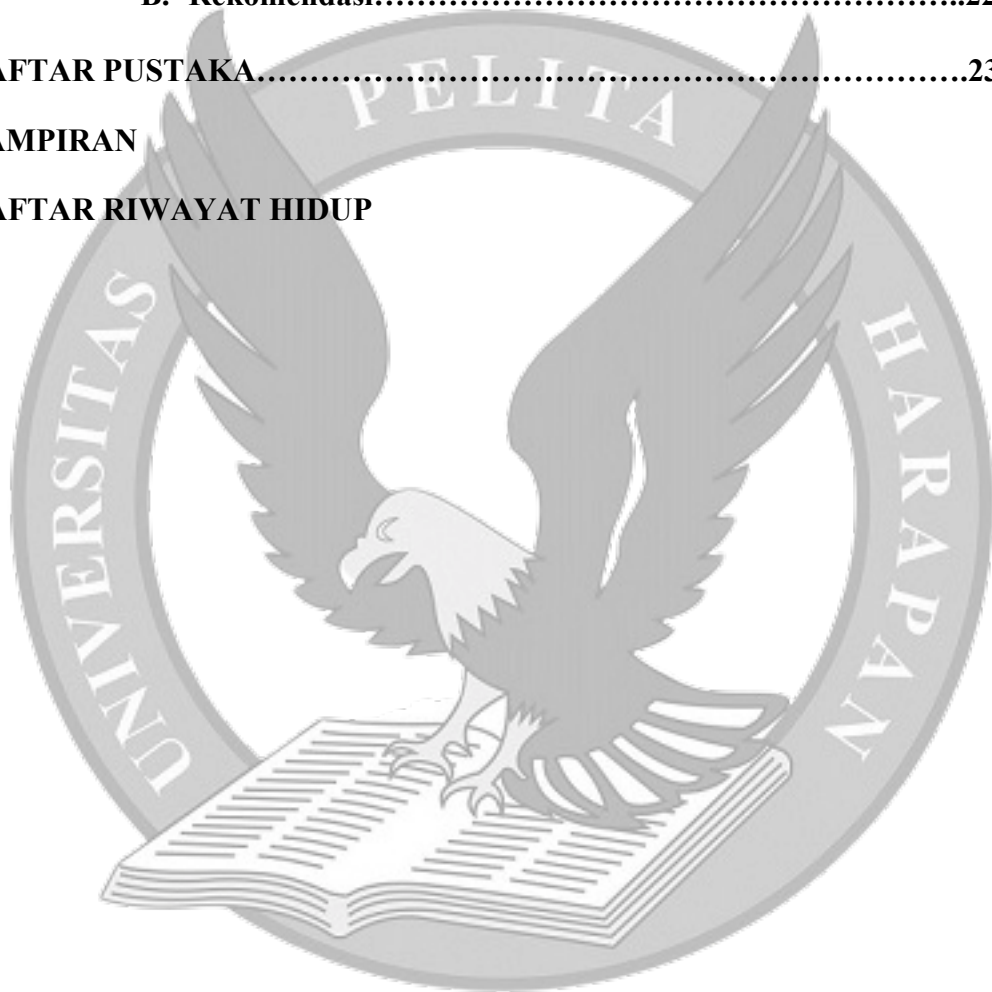 B. Rekomendasi…………………………………………………..22
AFTAR PUSTAKA……………………………………………………………….23
AMPIRAN
AFTAR RIWAYAT HIDUP
UNIVERSITAS PELITA HARAPAN